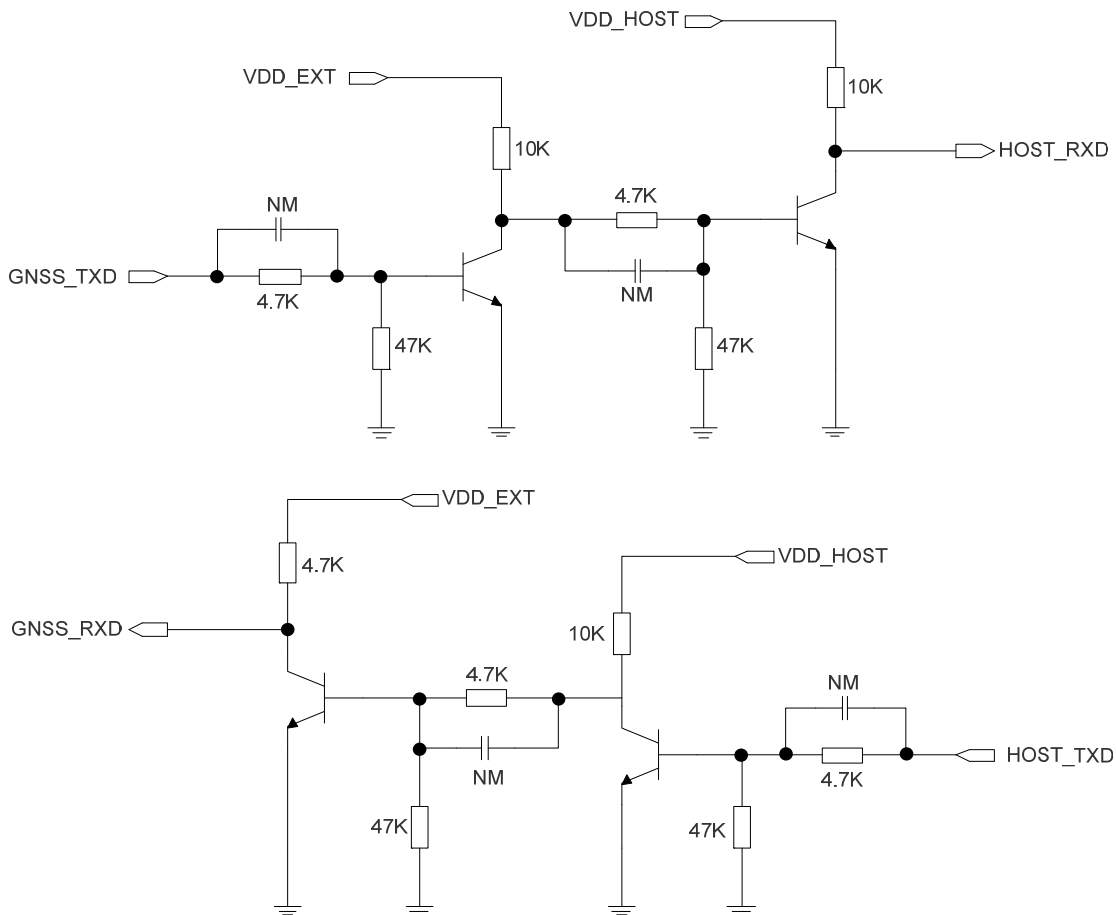 VDD_HOST
VDD_EXT
10K
10K
HOST_RXD
NM
4.7K
GNSS_TXD
4.7K
NM
47K
47K
VDD_EXT
4.7K
VDD_HOST
GNSS_RXD
10K
4.7K
NM
NM
HOST_TXD
4.7K
47K
47K